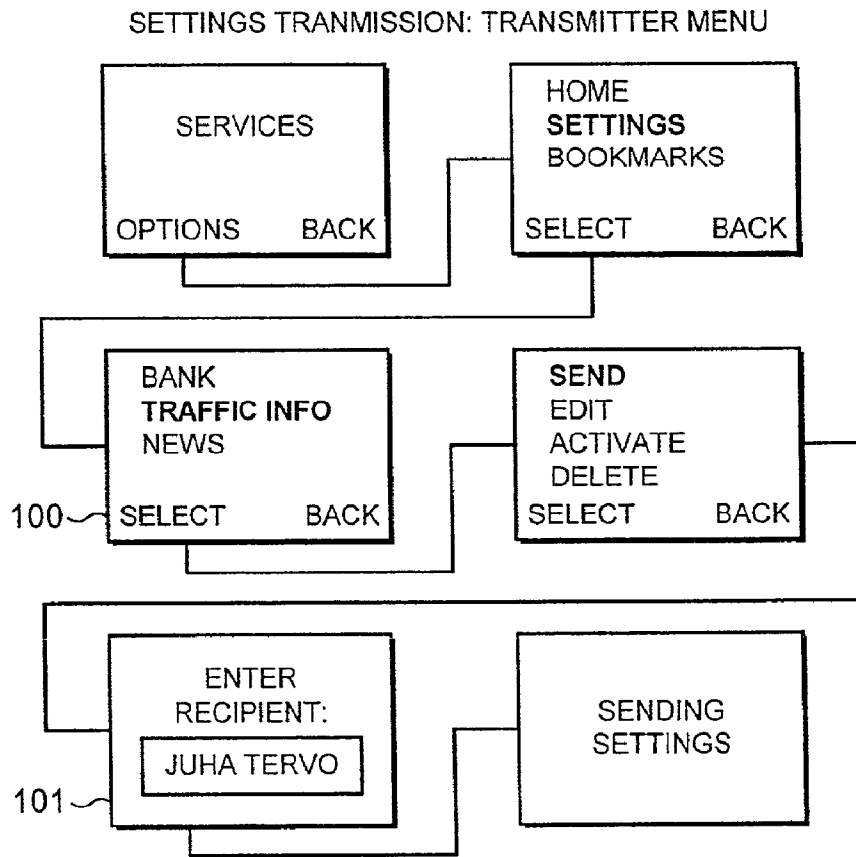 SETTINGS TRANMISSION: TRANSMITTER MENU
SERVICES
OPTIONS BACK
HOME
SETTINGS
BOOKMARKS
SELECT BACK
BANK
TRAFFIC INFO
NEWS
100 SELECT BACK
SEND
EDIT
ACTIVATE
DELETE
SELECT BACK
ENTER
RECIPIENT:
JUHA TERVO
101
SENDING
SETTINGS